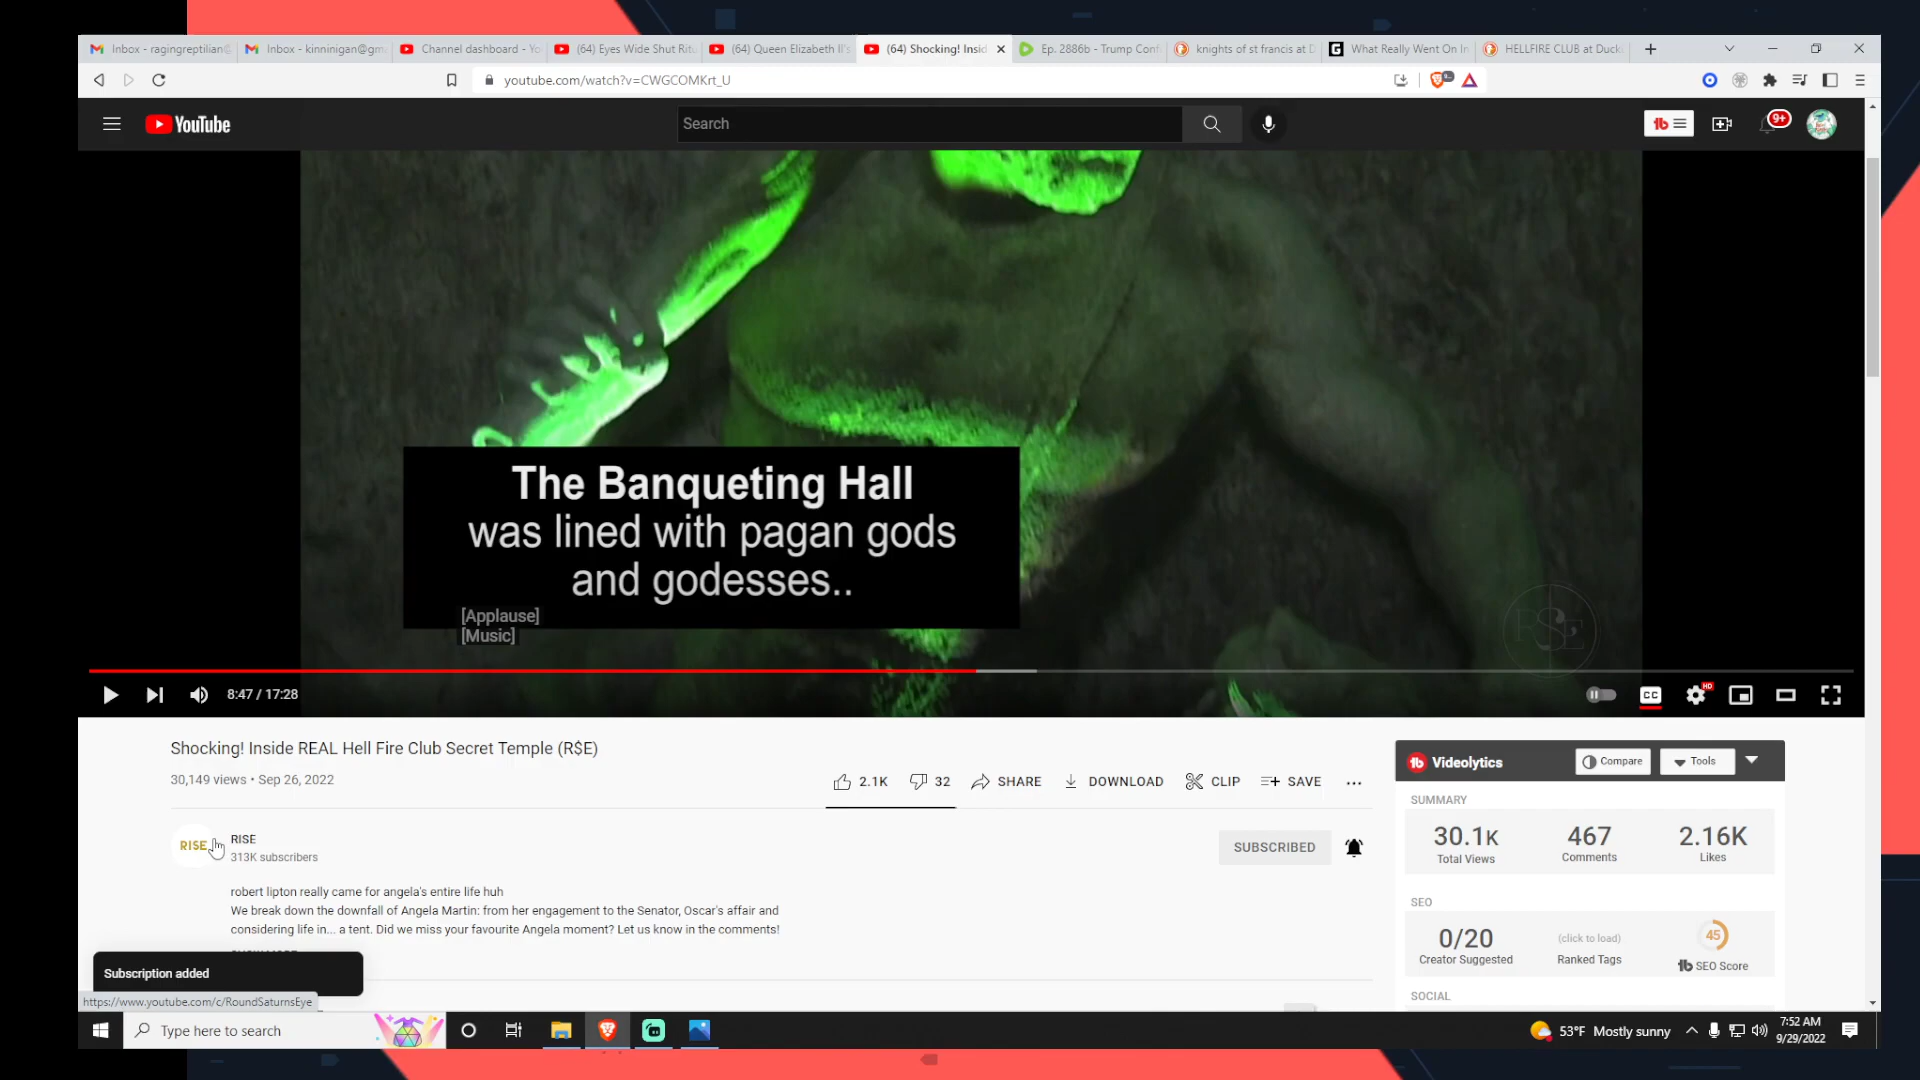 Inbox - ragingreptilian@
Inbox - kinninigan@gm
Channel dashboard - Yo
(64) Eyes Wide Shut Ritu
(64) Queen Elizabeth II's
(64) Shocking! Insid
Ep. 2886b - Trump Conf
knights of st francis at D
What Really Went On In
HELLFIRE CLUB at Duck
youtube.com/watch?v=CWGCOMKrt_U
YouTube
Search
9+
The Banqueting Hall
was lined with pagan gods
and godesses..
[Applause]
[Music]
8:47 / 17:28
CC
HD
Shocking! Inside REAL Hell Fire Club Secret Temple (R$E)
30,149 views • Sep 26, 2022
2.1K
32
SHARE
DOWNLOAD
CLIP
SAVE
RISE
RISE
313K subscribers
SUBSCRIBED
robert lipton really came for angela's entire life huh
We break down the downfall of Angela Martin: from her engagement to the Senator, Oscar's affair and
considering life in... a tent. Did we miss your favourite Angela moment? Let us know in the comments!
Videolytics
Compare
Tools
SUMMARY
30.1K
Total Views
467
Comments
2.16K
Likes
SEO
0/20
Creator Suggested
(click to load)
Ranked Tags
45
SEO Score
SOCIAL
Subscription added
https://www.youtube.com/c/RoundSaturnsEye
Type here to search
53°F Mostly sunny
7:52 AM
9/29/2022